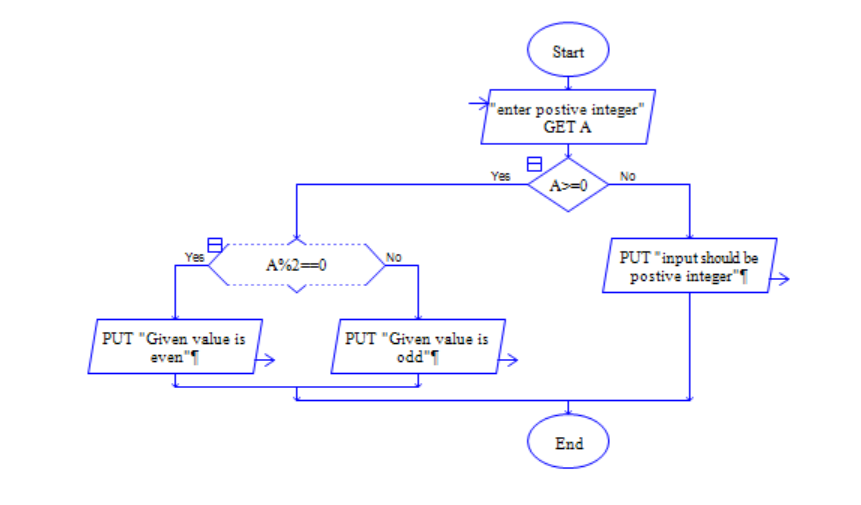 Start
"enter postive integer"
GET A
Yes
A>=0
No
Yes
A%2==0
No
PUT "input should be
postive integer"¶
PUT "Given value is
even"¶
PUT "Given value is
odd"¶
End